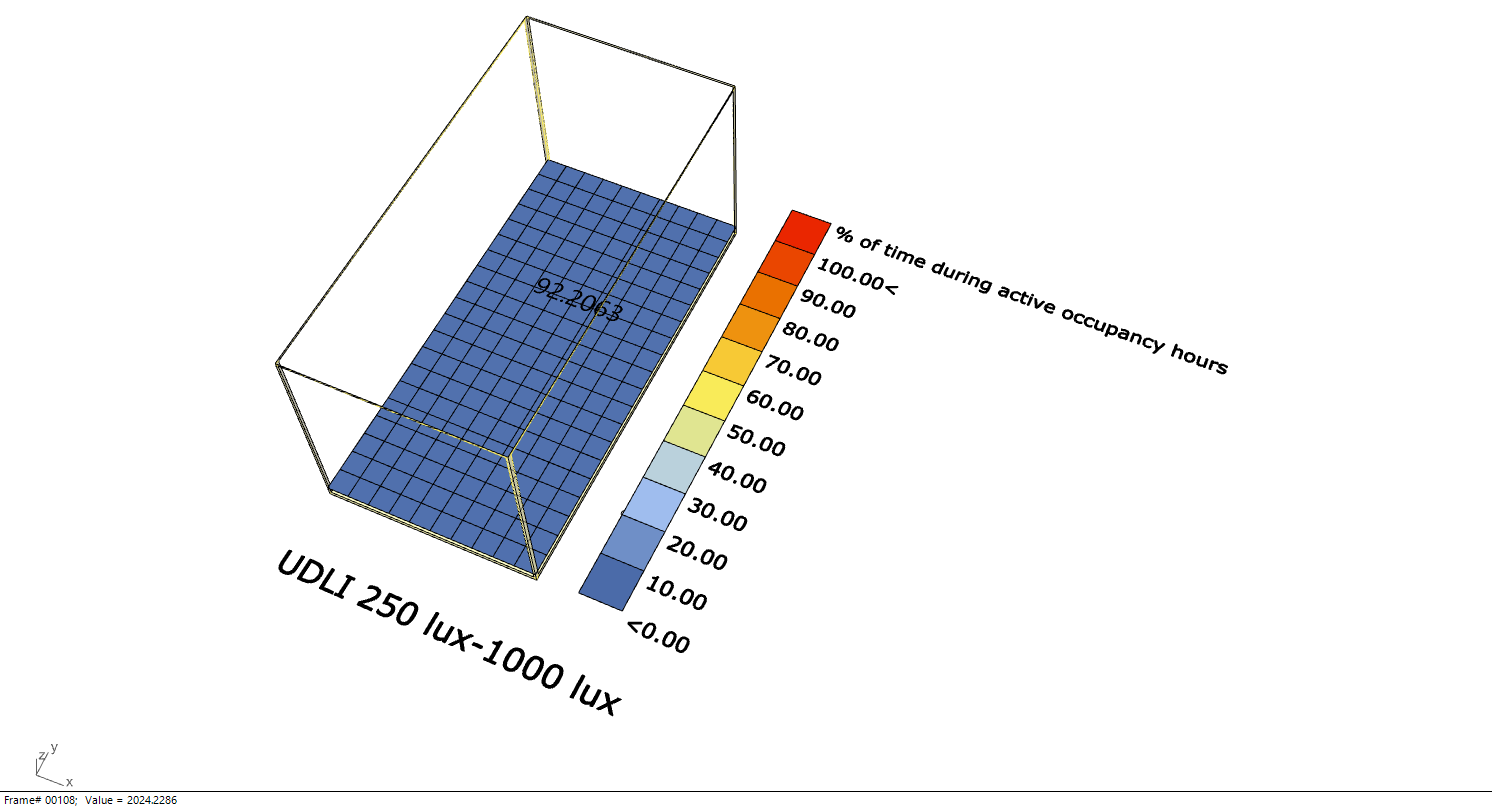 92.2063
% of time during active occupancy hours
100.00<
90.00
80.00
70.00
60.00
50.00
40.00
30.00
20.00
10.00
<0.00
UDLI 250 lux-1000 lux
z y
x
Frame# 00108; Value = 2024.2286